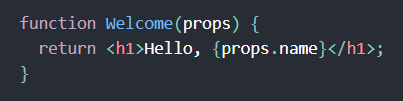 function Welcome(props) {
  return <h1>Hello, {props.name}</h1>;
}